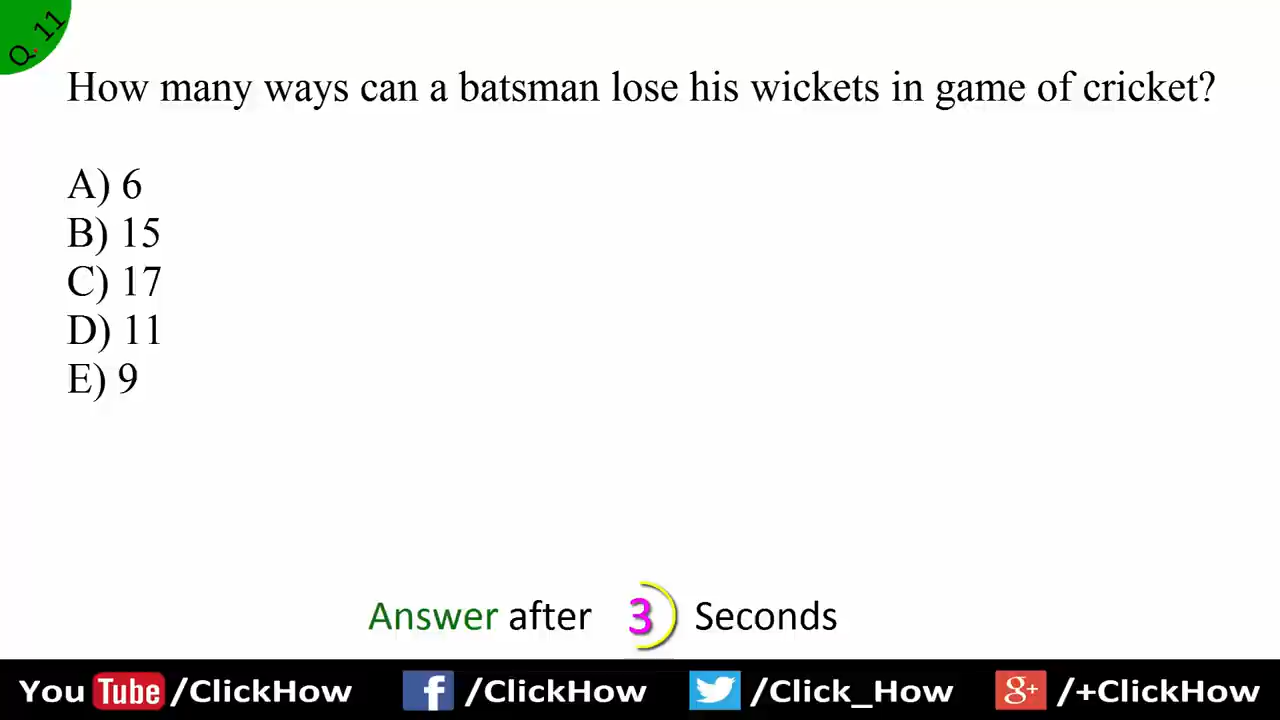 Q. 11
How many ways can a batsman lose his wickets in game of cricket?
A) 6
B) 15
C) 17
D) 11
E) 9
Answer after 3 Seconds
You Tube /ClickHow f /ClickHow /Click_How g+ /+ClickHow